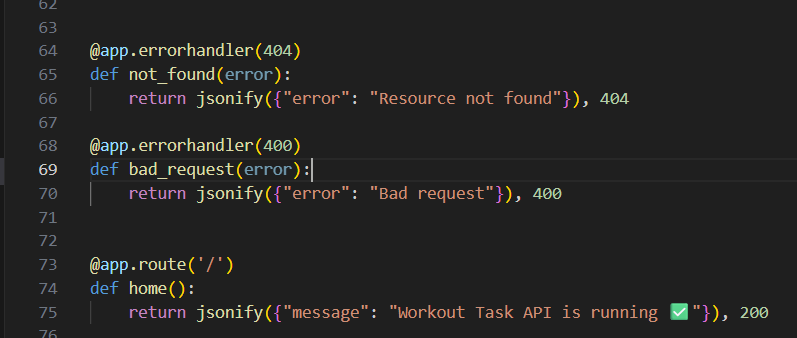 62
63
64 @app.errorhandler(404)
65 def not_found(error):
66     return jsonify({"error": "Resource not found"}), 404
67
68 @app.errorhandler(400)
69 def bad_request(error):
70     return jsonify({"error": "Bad request"}), 400
71
72
73 @app.route('/')
74 def home():
75     return jsonify({"message": "Workout Task API is running ✅"}), 200
76